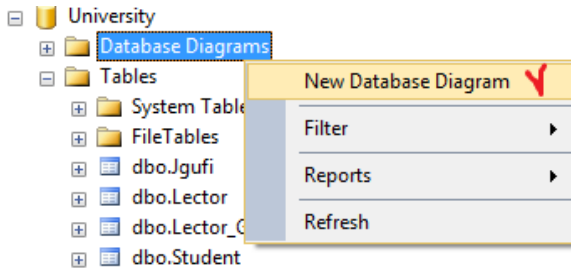 University
Database Diagrams
Tables
New Database Diagram
System Table
FileTables
Filter
dbo.Jgufi
Reports
dbo.Lector
dbo.Lector_
Refresh
dbo.Student